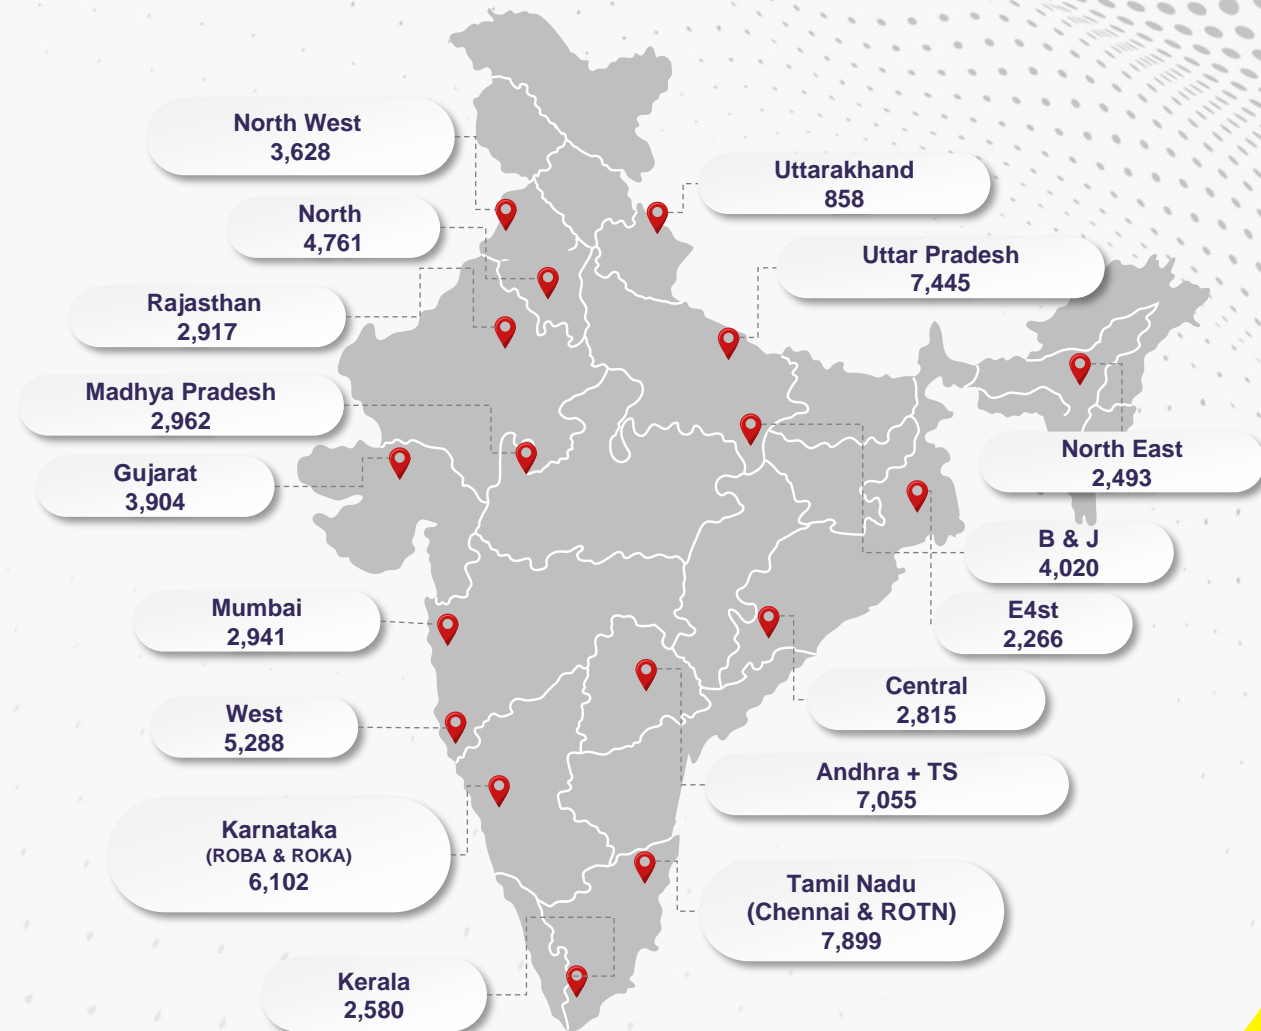 North West
3,628
Uttarakhand
858
North
4,761
Uttar Pradesh
7,445
Rajasthan
2,917
Madhya Pradesh
2,962
North East
2,493
Gujarat
3,904
B & J
4,020
Mumbai
2,941
E4st
2,266
Central
2,815
West
5,288
Andhra + TS
7,055
Karnataka
(ROBA & ROKA)
6,102
Tamil Nadu
(Chennai & ROTN)
7,899
Kerala
2,580